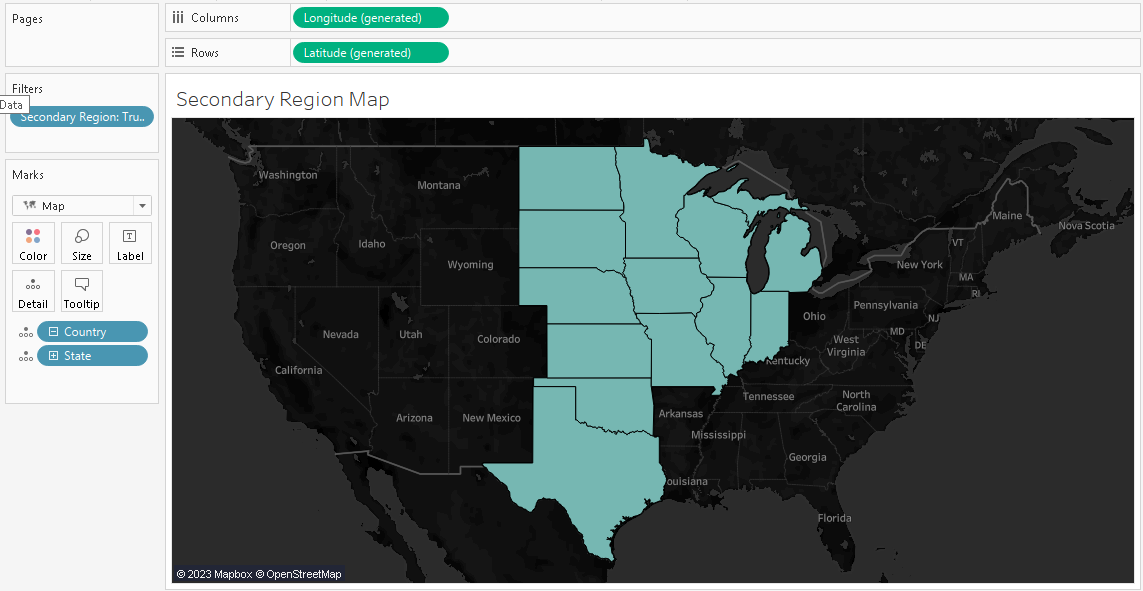 Pages
Columns
Longitude (generated)
Rows
Latitude (generated)
Filters
Data
Secondary Region: Tru..
Marks
Map
Color
Size
Label
Detail
Tooltip
Country
State
Secondary Region Map
Washington
Montana
Maine
Nova Scotia
Oregon
Idaho
VT
Wyoming
New York
MA
RI
Pennsylvania
Ohio
NJ
Nevada
Utah
Colorado
MD
West
Virginia
DE
Kentucky
California
Tennessee
North
Carolina
Arizona
New Mexico
Arkansas
Mississippi
Georgia
ouisiana
Florida
© 2023 Mapbox © OpenStreetMap